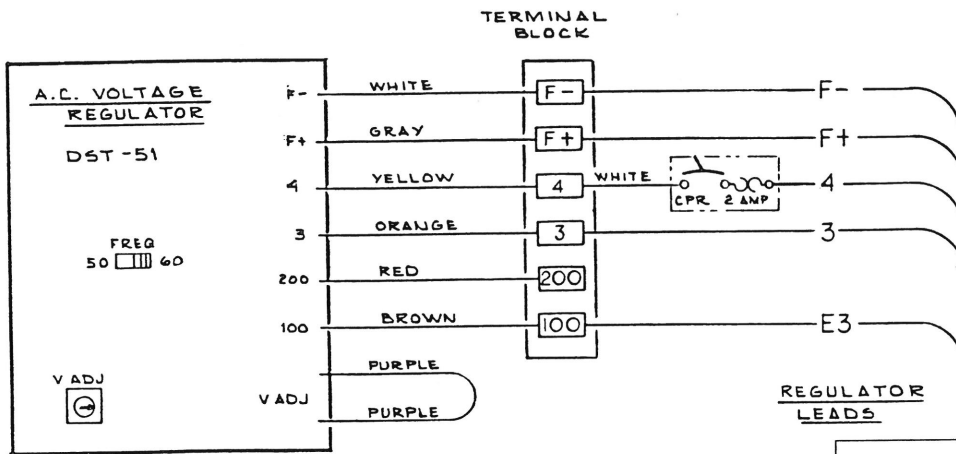 TERMINAL
BLOCK
A.C. VOLTAGE
REGULATOR
DST-51
FREQ
50 60
V ADJ
F- WHITE F- F-
F+ GRAY F+ F+
4 YELLOW 4 WHITE CPR 2 AMP 4
3 ORANGE 3 3
200 RED 200
100 BROWN 100 E3
PURPLE
V ADJ
PURPLE
REGULATOR
LEADS